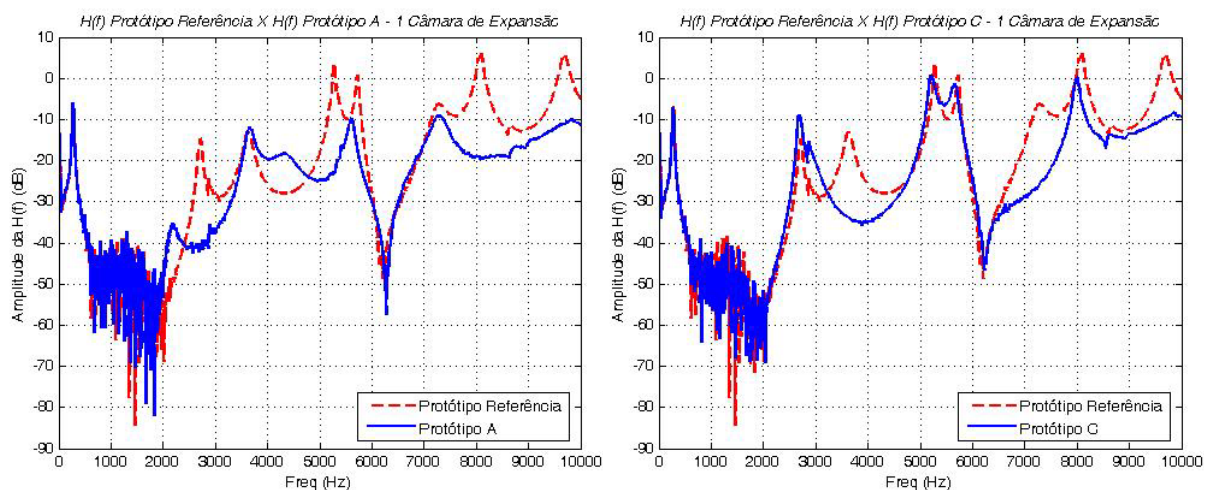 H(f) Protótipo Referência X H(f) Protótipo A - 1 Câmara de Expansão
Amplitude da H(f) (dB)
10
0
-10
-20
-30
-40
-50
-60
-70
-80
-90
0 1000 2000 3000 4000 5000 6000 7000 8000 9000 10000
Freq (Hz)
Protótipo Referência
Protótipo A
H(f) Protótipo Referência X H(f) Protótipo C - 1 Câmara de Expansão
Amplitude da H(f) (dB)
10
0
-10
-20
-30
-40
-50
-60
-70
-80
-90
0 1000 2000 3000 4000 5000 6000 7000 8000 9000 10000
Freq (Hz)
Protótipo Referência
Protótipo C